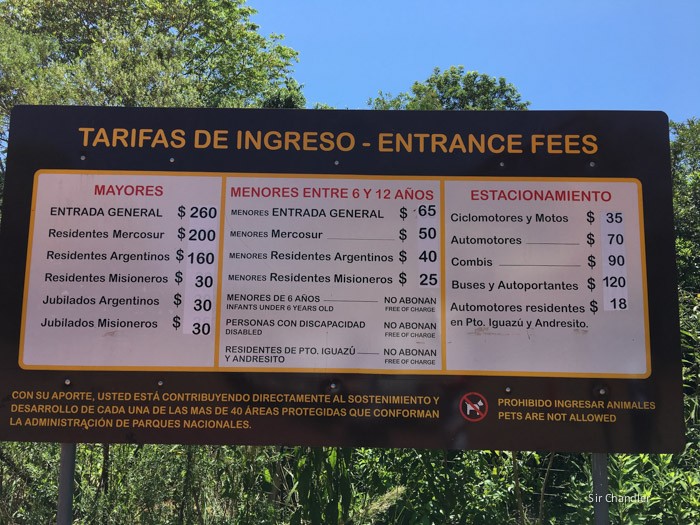 TARIFAS DE INGRESO - ENTRANCE FEES
MAYORES
ENTRADA GENERAL $ 260
Residentes Mercosur $ 200
Residentes Argentinos $ 160
Residentes Misioneros $ 30
Jubilados Argentinos $ 30
Jubilados Misioneros $ 30
MENORES ENTRE 6 Y 12 AÑOS
MENORES ENTRADA GENERAL $ 65
MENORES Mercosur $ 50
MENORES Residentes Argentinos $ 40
MENORES Residentes Misioneros $ 25
MENORES DE 6 AÑOS NO ABONAN
INFANTS UNDER 6 YEARS OLD FREE OF CHARGE
PERSONAS CON DISCAPACIDAD NO ABONAN
DISABLED FREE OF CHARGE
RESIDENTES DE PTO. IGUAZÚ NO ABONAN
Y ANDRESITO FREE OF CHARGE
ESTACIONAMIENTO
Ciclomotores y Motos $ 35
Automotores $ 70
Combis $ 90
Buses y Autoportantes $ 120
Automotores residentes $ 18
en Pto. Iguazú y Andresito.
CON SU APORTE, USTED ESTÁ CONTRIBUYENDO DIRECTAMENTE AL SOSTENIMIENTO Y
DESARROLLO DE CADA UNA DE LAS MAS DE 40 ÁREAS PROTEGIDAS QUE CONFORMAN
LA ADMINISTRACIÓN DE PARQUES NACIONALES.
PROHIBIDO INGRESAR ANIMALES
PETS ARE NOT ALLOWED
Sir Chandler